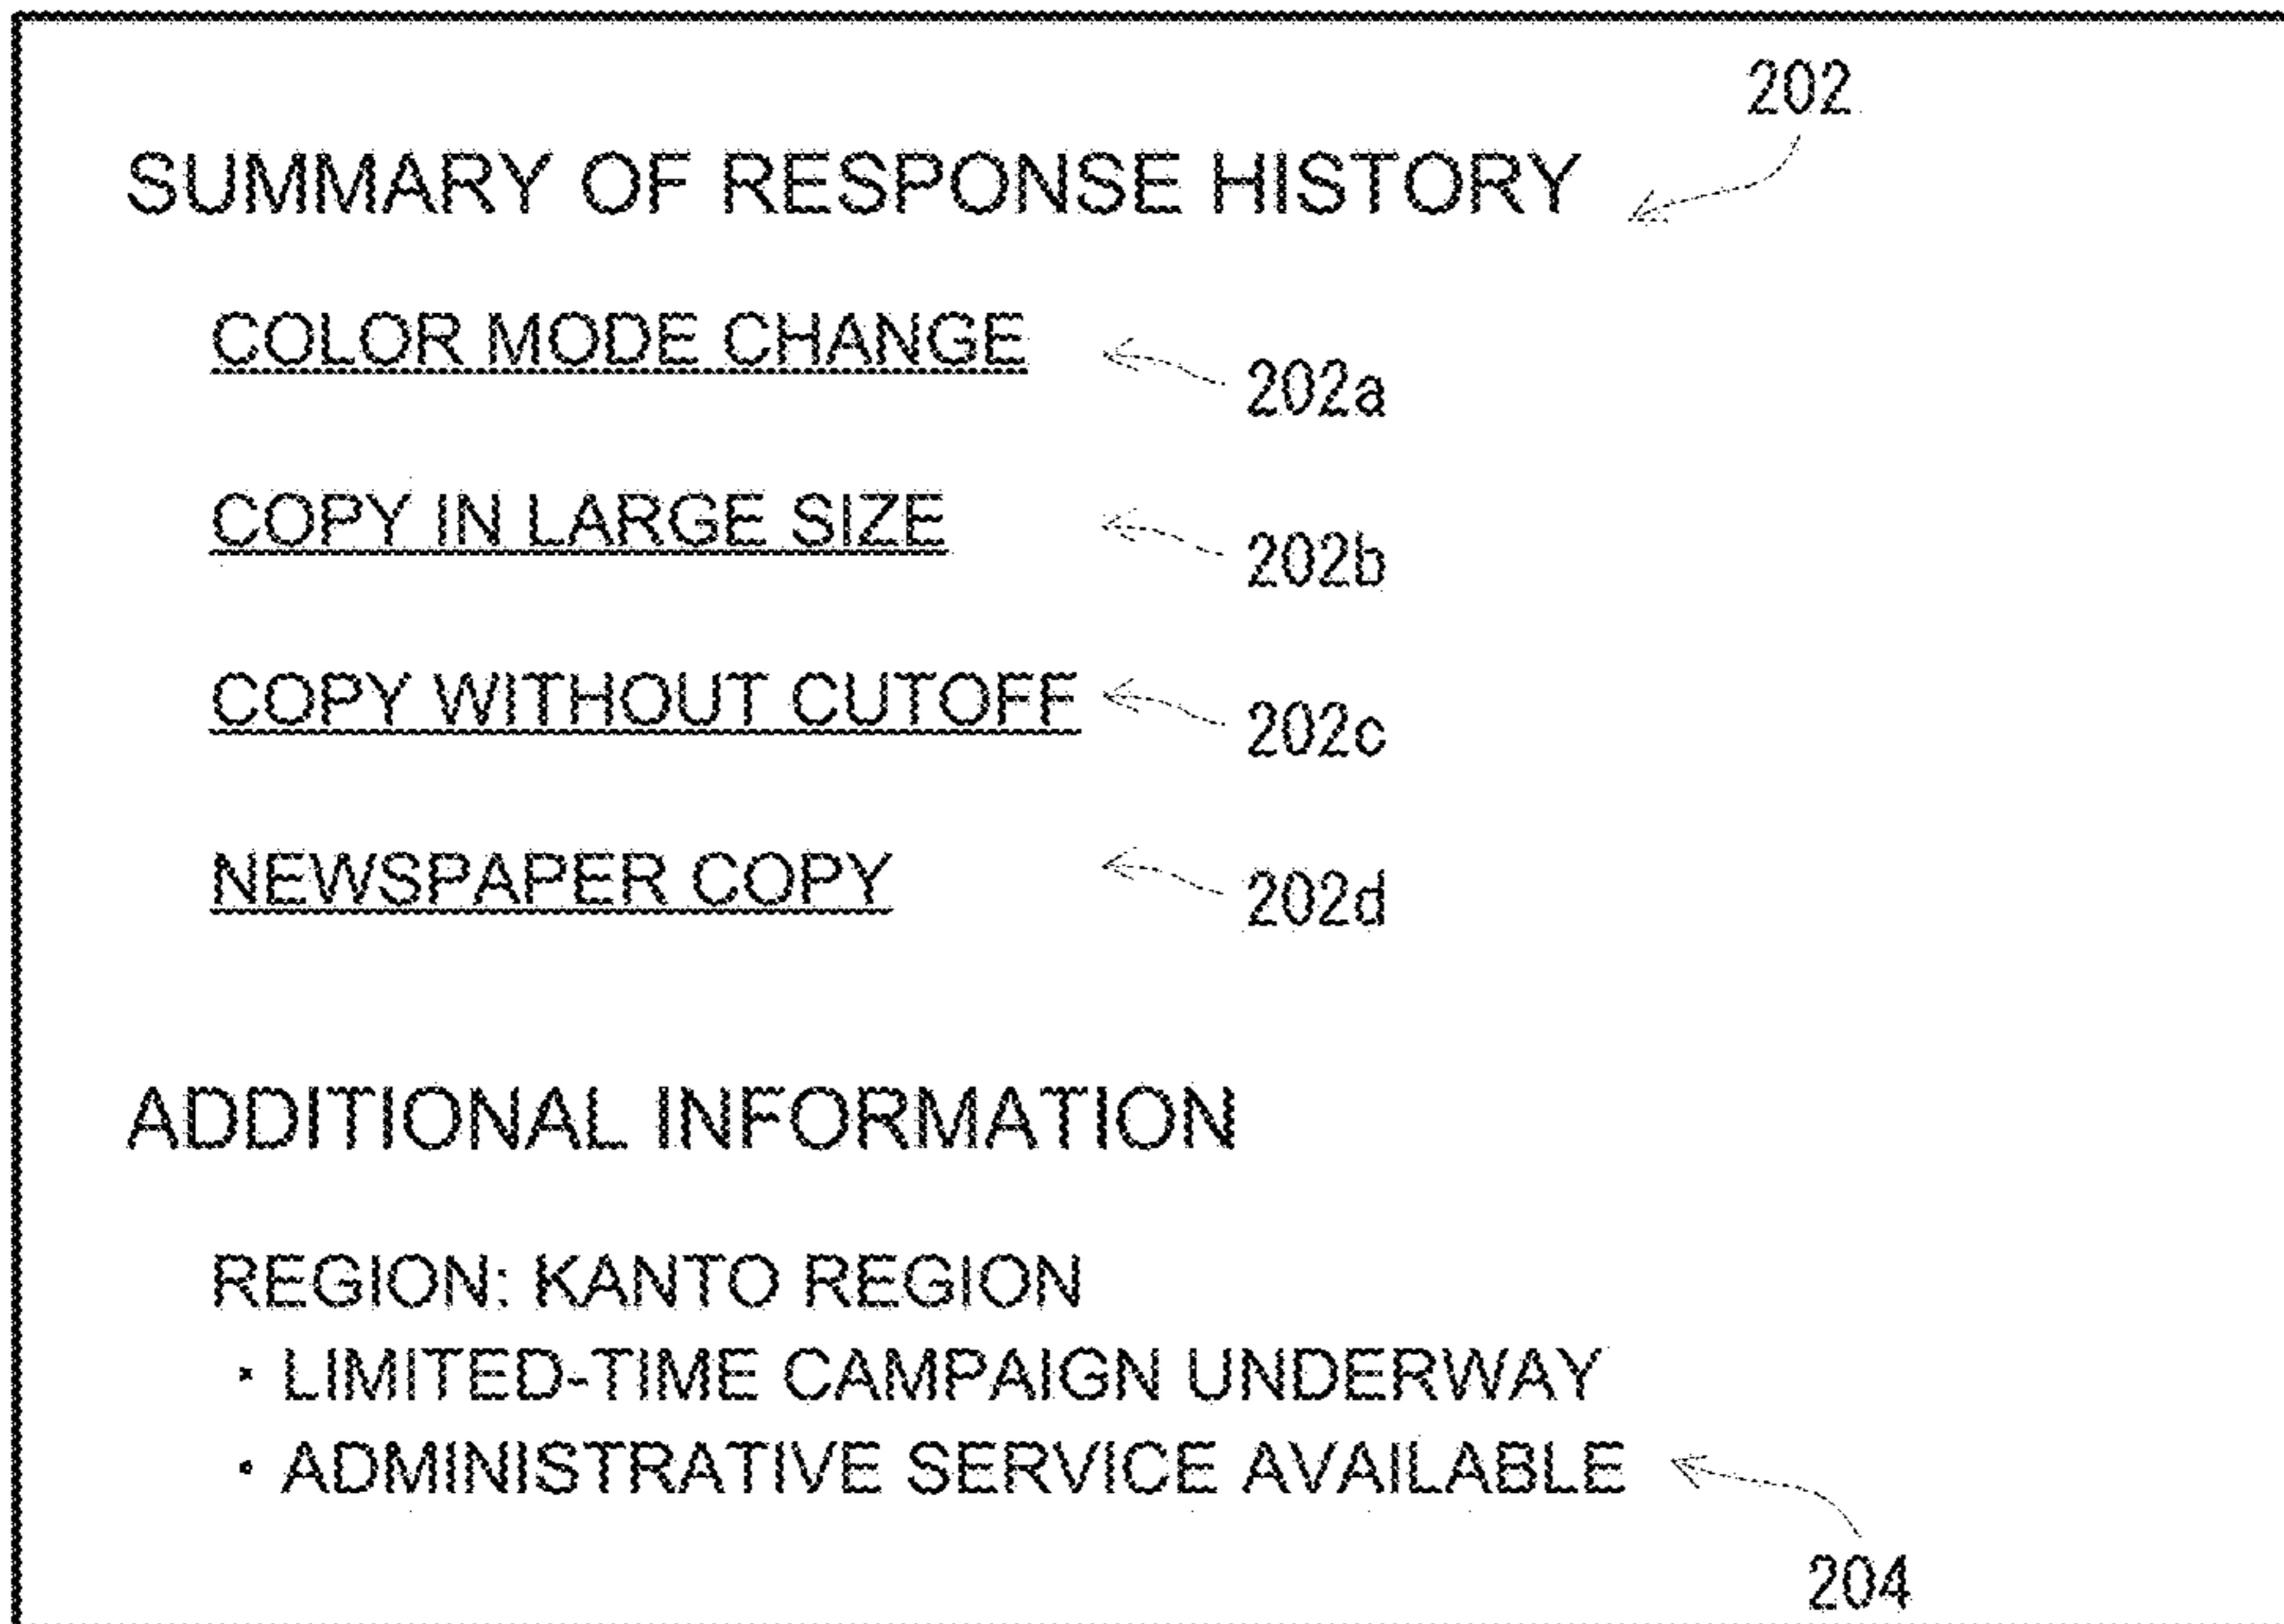 202
SUMMARY OF RESPONSE HISTORY
COLOR MODE CHANGE
202a
COPY IN LARGE SIZE
202b
COPY WITHOUT CUTOFF
202c
NEWSPAPER COPY
202d
ADDITIONAL INFORMATION
REGION: KANTO REGION
・LIMITED-TIME CAMPAIGN UNDERWAY
・ADMINISTRATIVE SERVICE AVAILABLE
204